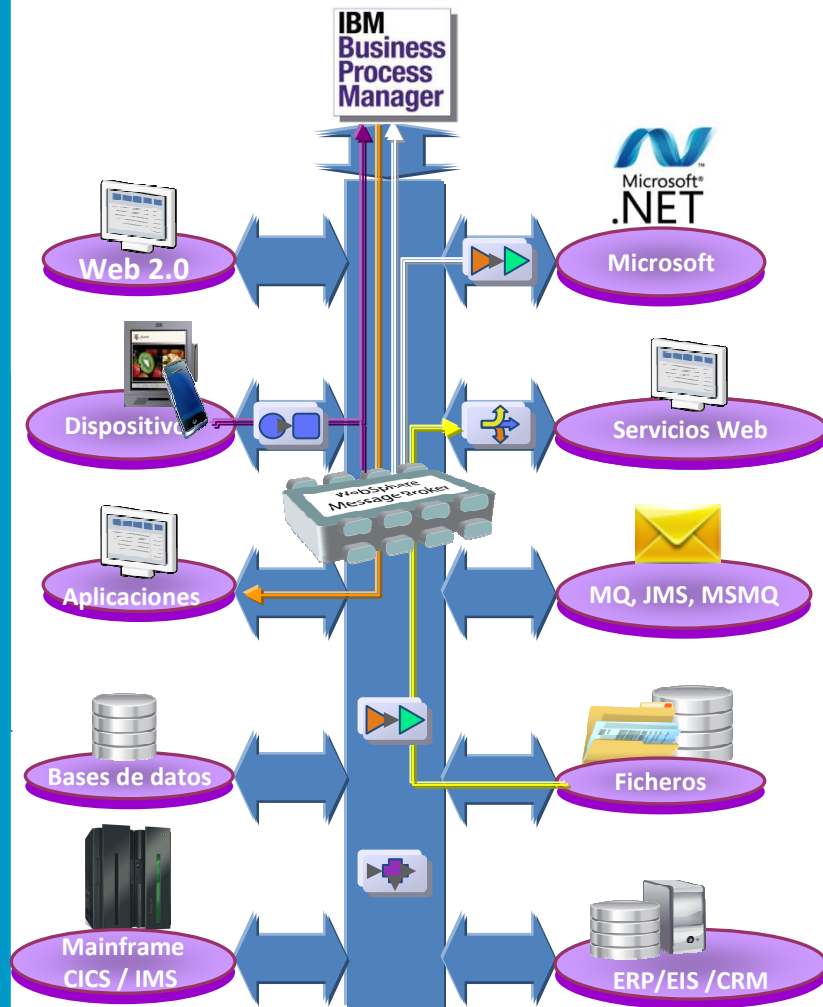 IBM
Business
Process
Manager
Microsoft®
.NET
Web 2.0
Microsoft
Dispositivo
Servicios Web
WebSphere
Message Broker
Aplicaciones
MQ, JMS, MSMQ
Bases de datos
Ficheros
Mainframe
CICS / IMS
ERP/EIS /CRM